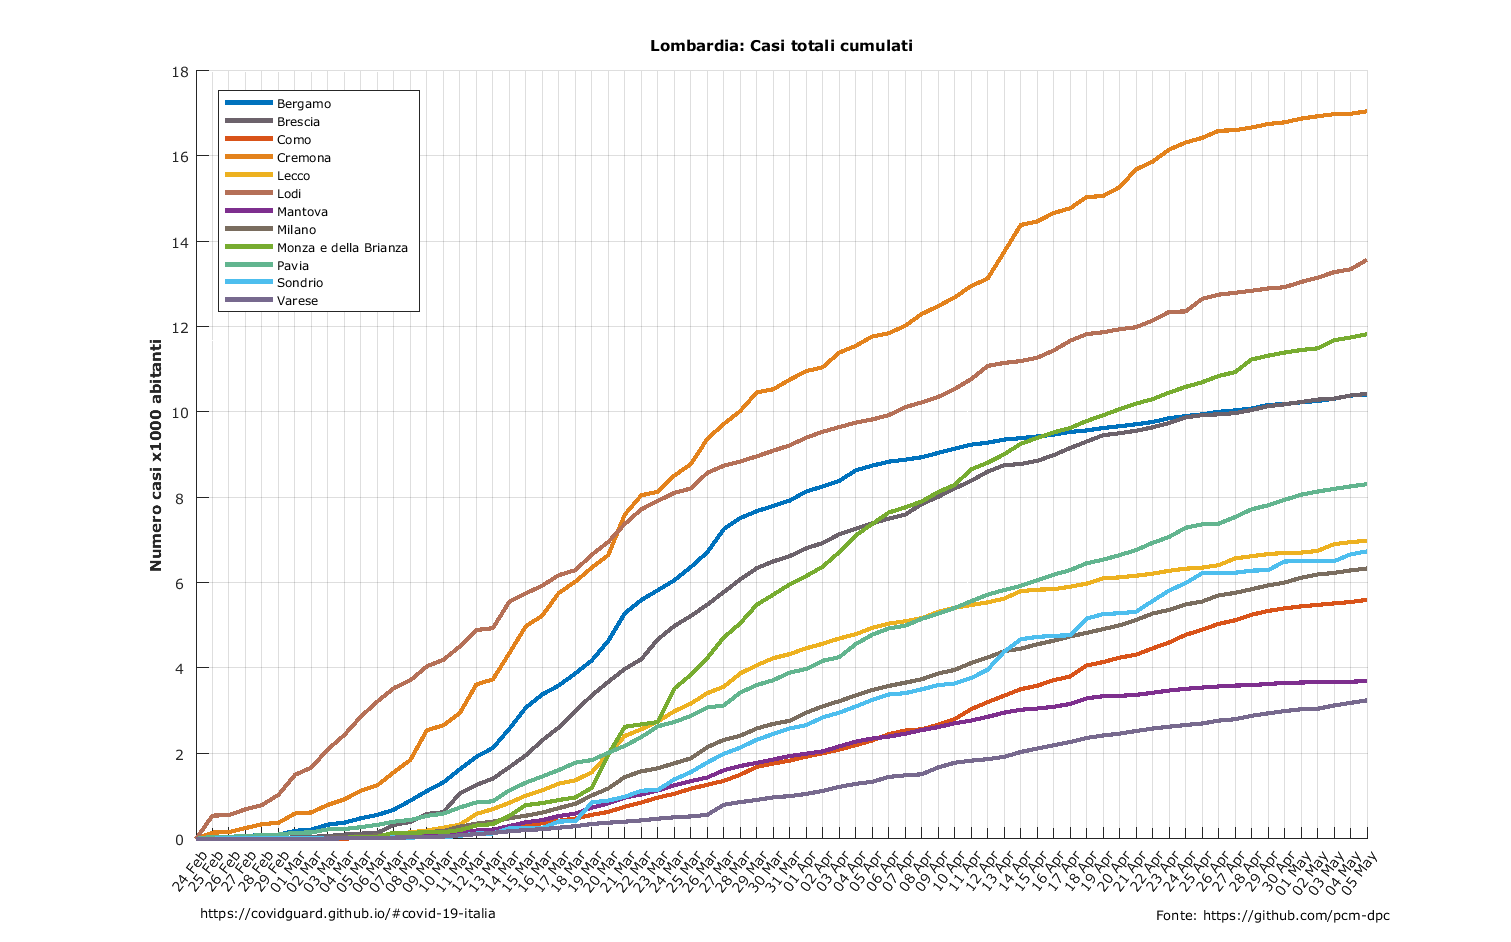 Lombardia: Casi totali cumulati
18
16
14
12
10
8
6
4
2
0
Numero casi x1000 abitanti
Bergamo
Brescia
Como
Cremona
Lecco
Lodi
Mantova
Milano
Monza e della Brianza
Pavia
Sondrio
Varese
24 Feb
25 Feb
26 Feb
27 Feb
28 Feb
29 Feb
01 Mar
02 Mar
03 Mar
04 Mar
05 Mar
06 Mar
07 Mar
08 Mar
09 Mar
10 Mar
11 Mar
12 Mar
13 Mar
14 Mar
15 Mar
16 Mar
17 Mar
18 Mar
19 Mar
20 Mar
21 Mar
22 Mar
23 Mar
24 Mar
25 Mar
26 Mar
27 Mar
28 Mar
29 Mar
30 Mar
31 Mar
01 Apr
02 Apr
03 Apr
04 Apr
05 Apr
06 Apr
07 Apr
08 Apr
09 Apr
10 Apr
11 Apr
12 Apr
13 Apr
14 Apr
15 Apr
16 Apr
17 Apr
18 Apr
19 Apr
20 Apr
21 Apr
22 Apr
23 Apr
24 Apr
25 Apr
26 Apr
27 Apr
28 Apr
29 Apr
30 Apr
01 May
02 May
03 May
04 May
05 May
https://covidguard.github.io/#covid-19-italia
Fonte: https://github.com/pcm-dpc